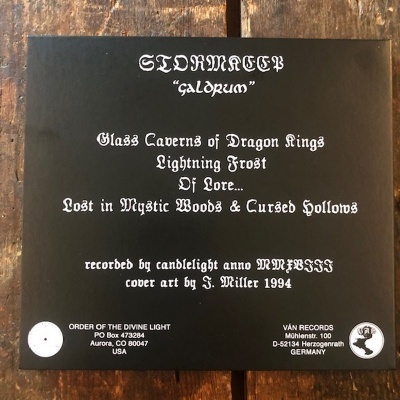 STORMKEEP
"Galdrum"
Glass Caverns of Dragon Kings
Lightning Frost
Of Lore...
Lost in Mystic Woods & Cursed Hollows
recorded by candlelight anno MMXVIII
cover art by J. Miller 1994
ORDER OF THE DIVINE LIGHT
PO Box 473284
Aurora, CO 80047
USA
VÁN RECORDS
Mühlenstr. 100
D-52134 Herzogenrath
GERMANY
VÁN